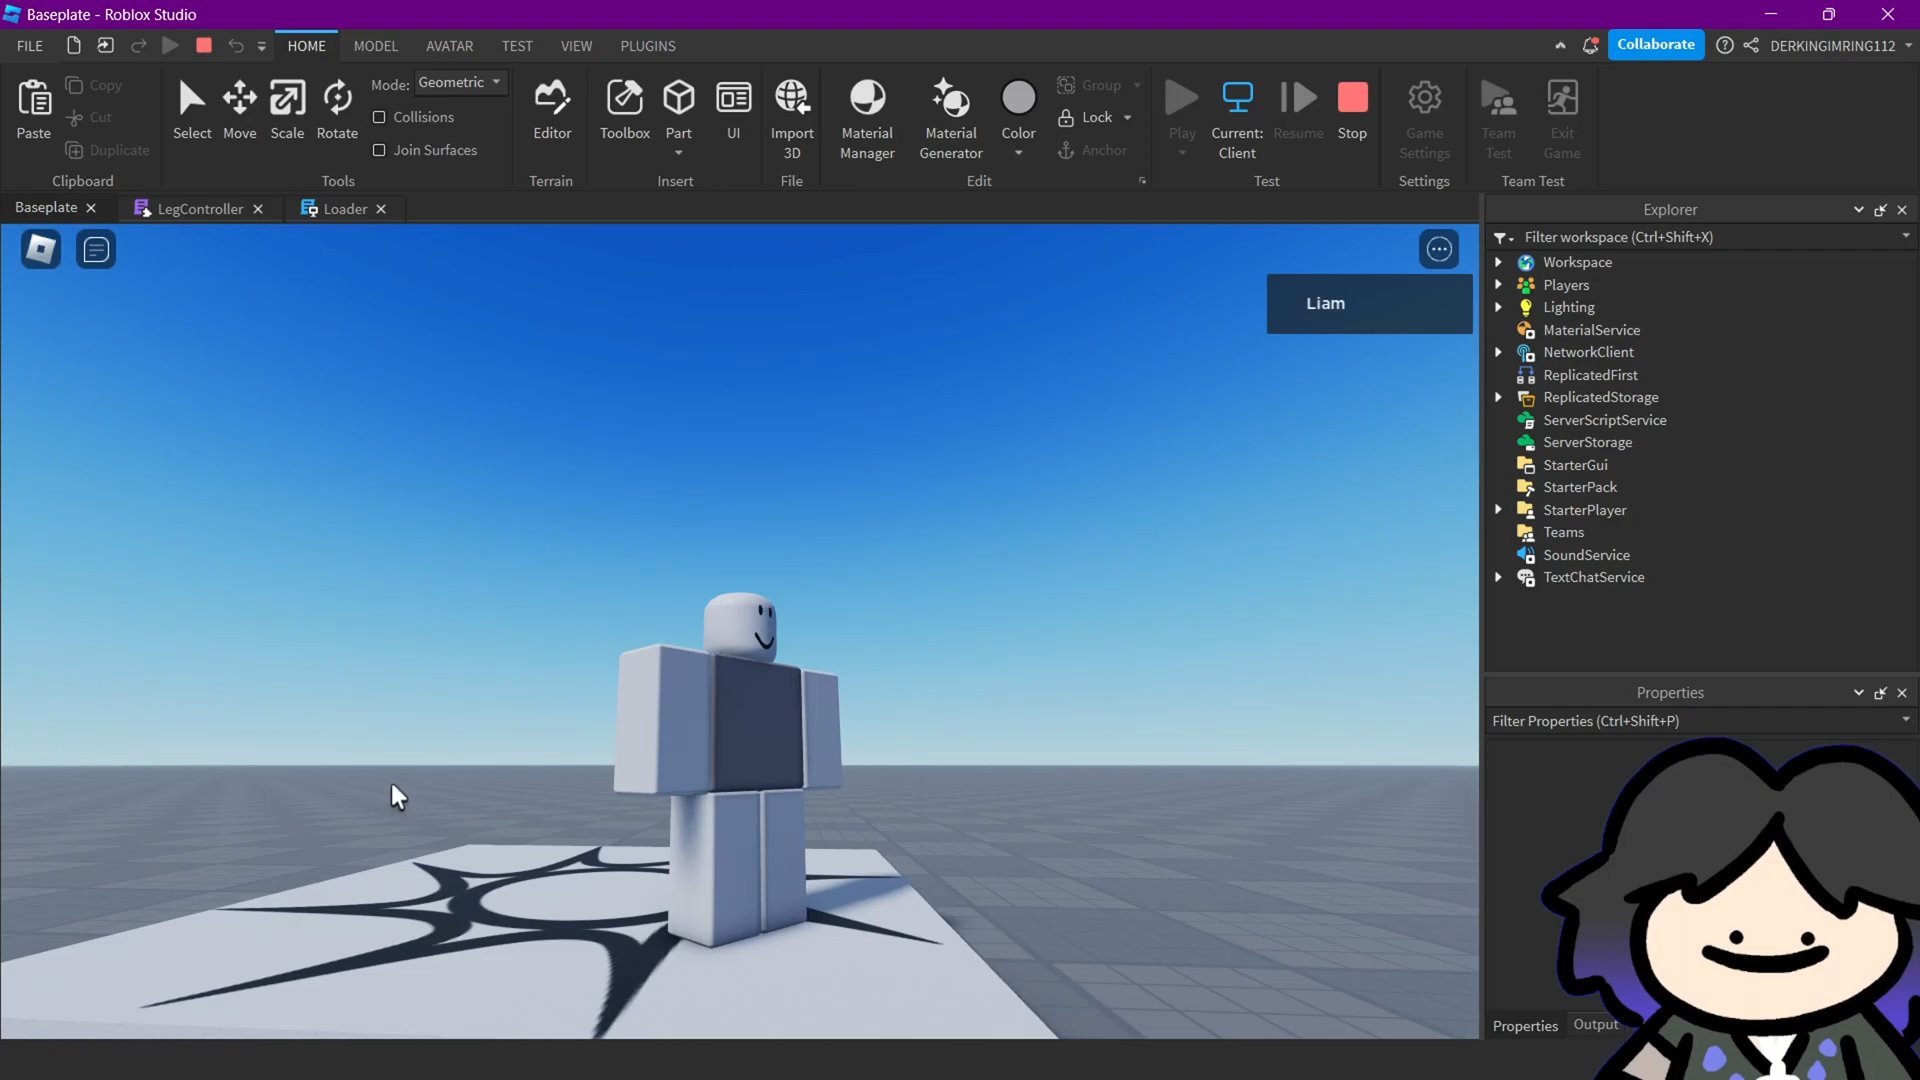 Baseplate - Roblox Studio
FILE HOME MODEL AVATAR TEST VIEW PLUGINS Collaborate DERKINGIMRING112
Paste
Copy
Cut
Duplicate
Clipboard
Select Move Scale Rotate
Mode: Geometric
Collisions
Join Surfaces
Tools
Editor
Terrain
Toolbox Part UI
Insert
Import
3D
File
Material
Manager
Material
Generator
Color
Group
Lock
Anchor
Edit
Play
Current:
Client
Resume
Stop
Test
Game
Settings
Settings
Team
Test
Exit
Game
Team Test
Baseplate LegController Loader
Liam
Explorer
Filter workspace (Ctrl+Shift+X)
Workspace
Players
Lighting
MaterialService
NetworkClient
ReplicatedFirst
ReplicatedStorage
ServerScriptService
ServerStorage
StarterGui
StarterPack
StarterPlayer
Teams
SoundService
TextChatService
Properties
Filter Properties (Ctrl+Shift+P)
Properties Output